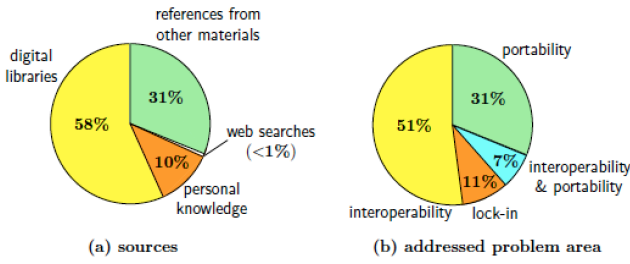 references from
other materials
digital
libraries
31%
58%
web searches
(<1%)
10%
personal
knowledge
(a) sources
portability
31%
51%
7%
interoperability
& portability
11%
interoperability
lock-in
(b) addressed problem area